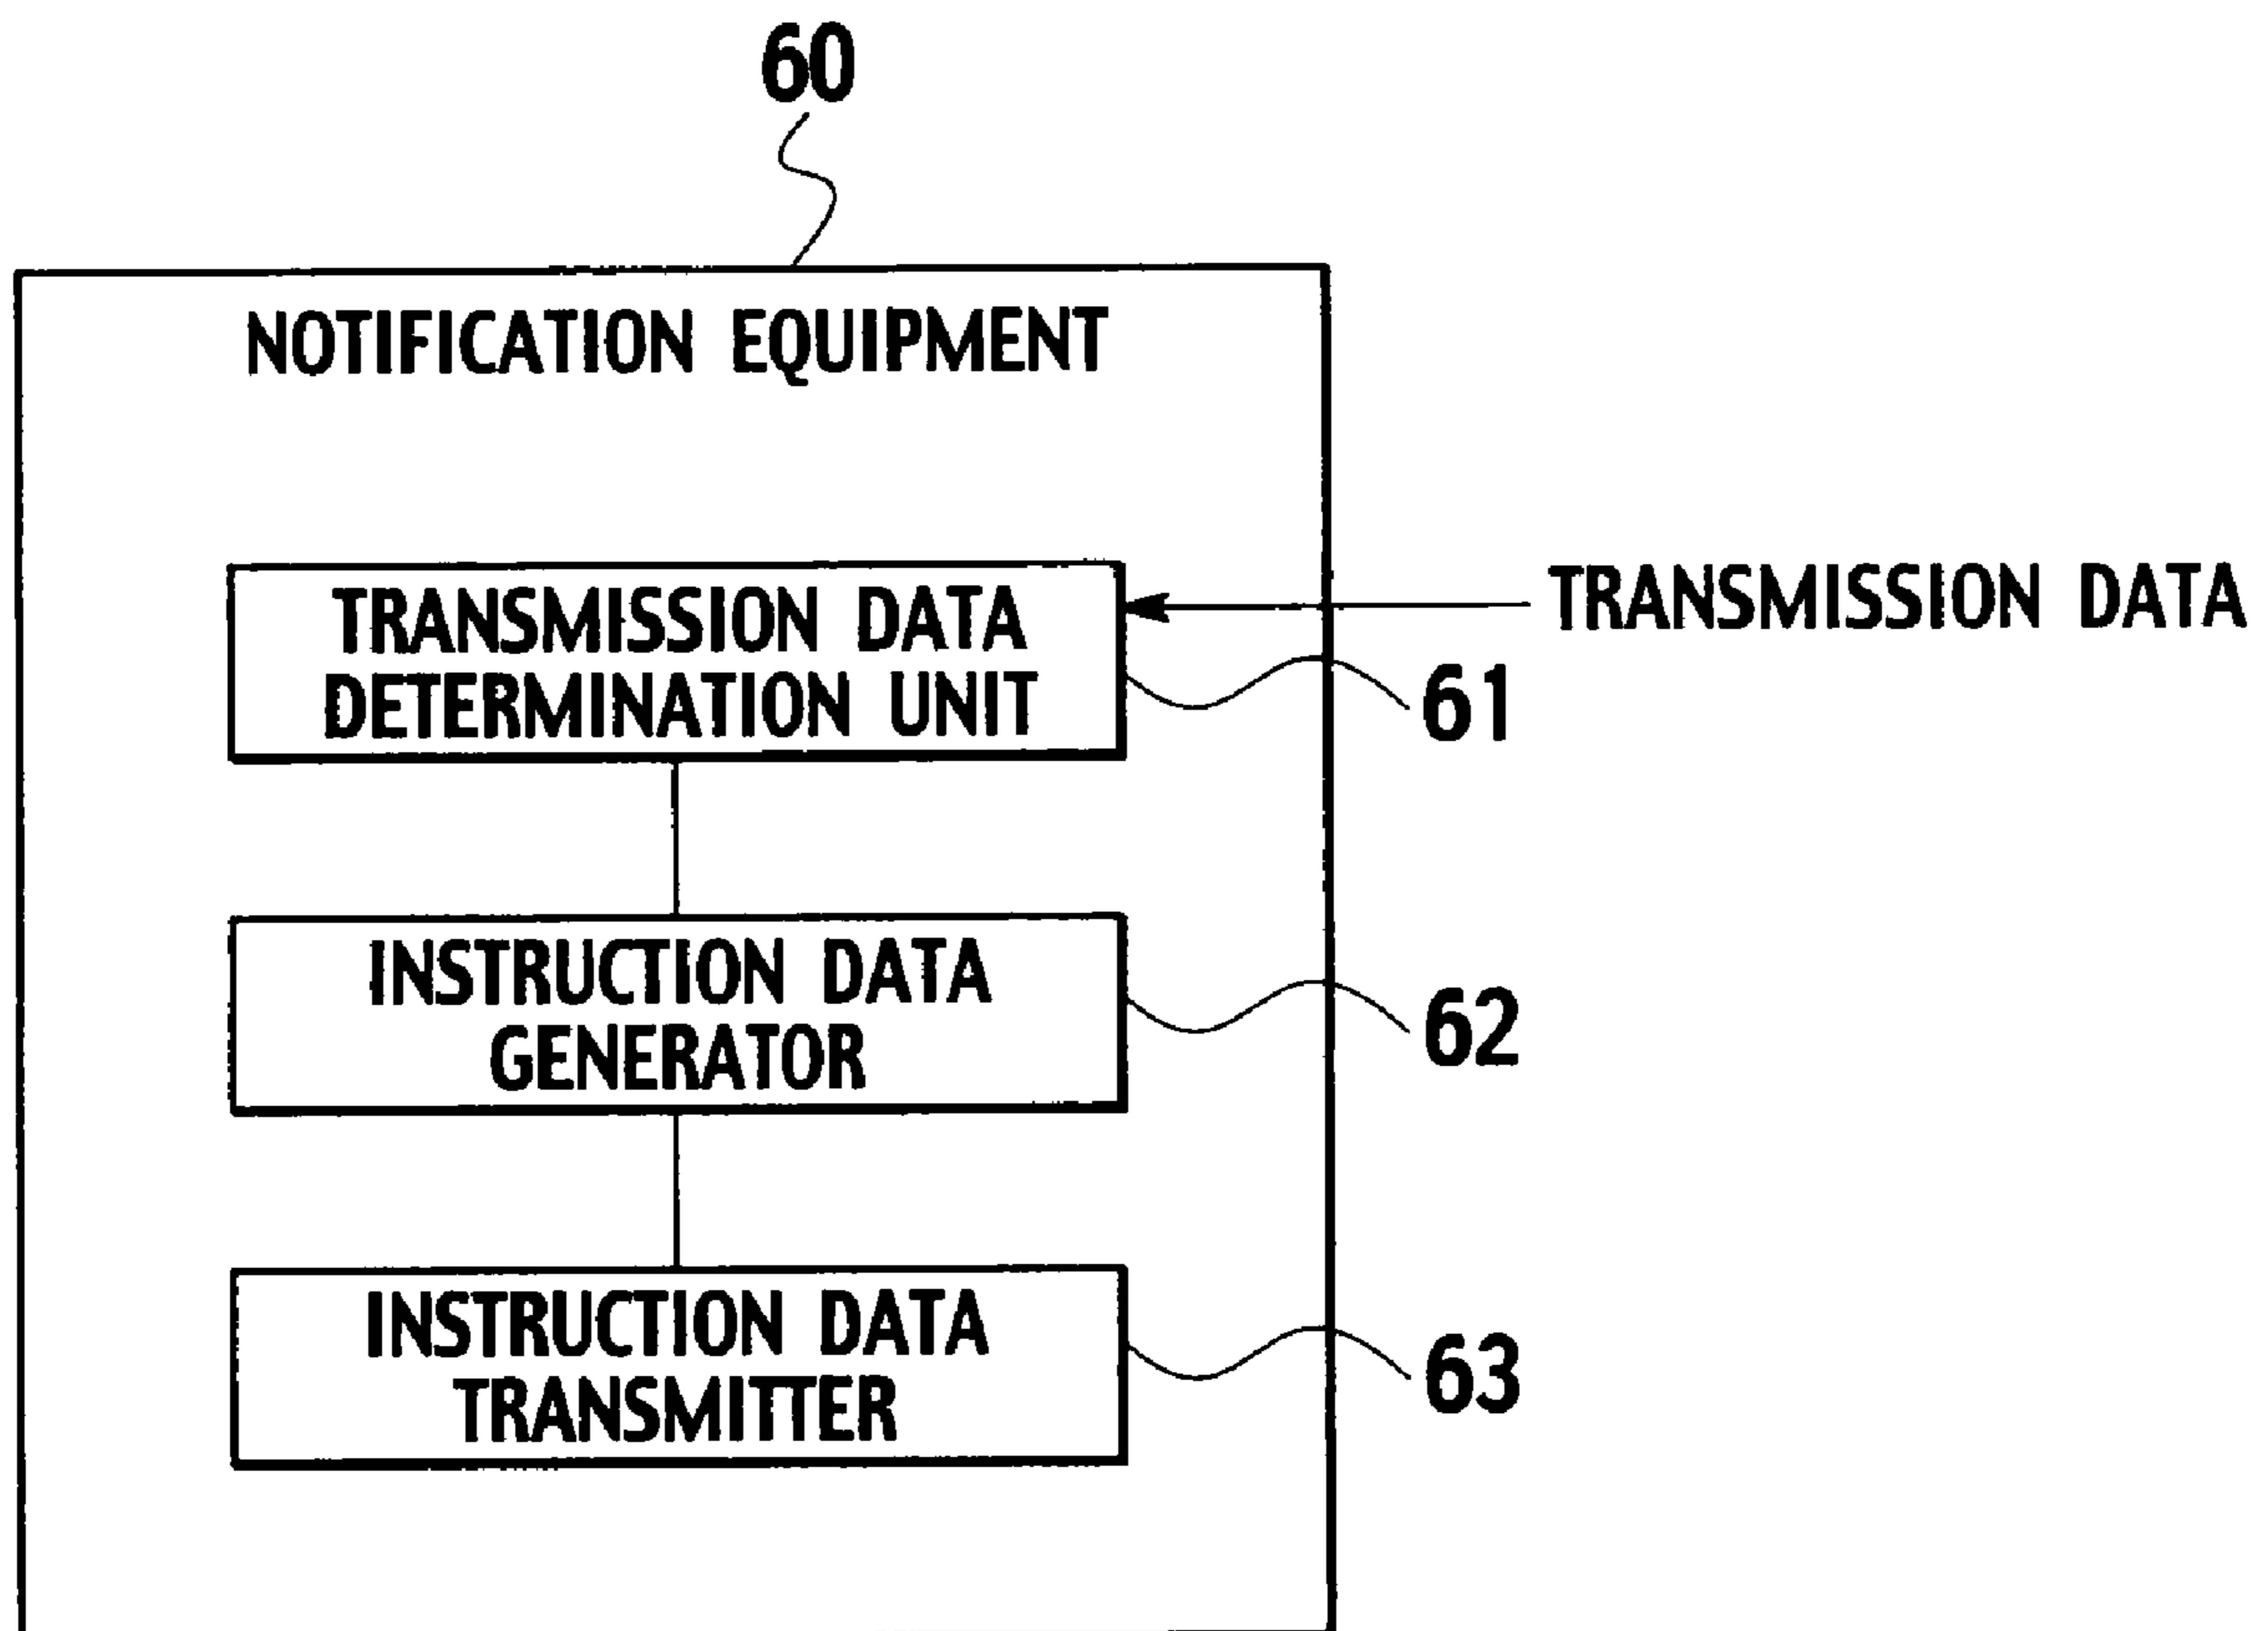 60
NOTIFICATION EQUIPMENT
TRANSMISSION DATA
DETERMINATION UNIT
TRANSMISSION DATA
61
INSTRUCTION DATA
GENERATOR
62
INSTRUCTION DATA
TRANSMITTER
63